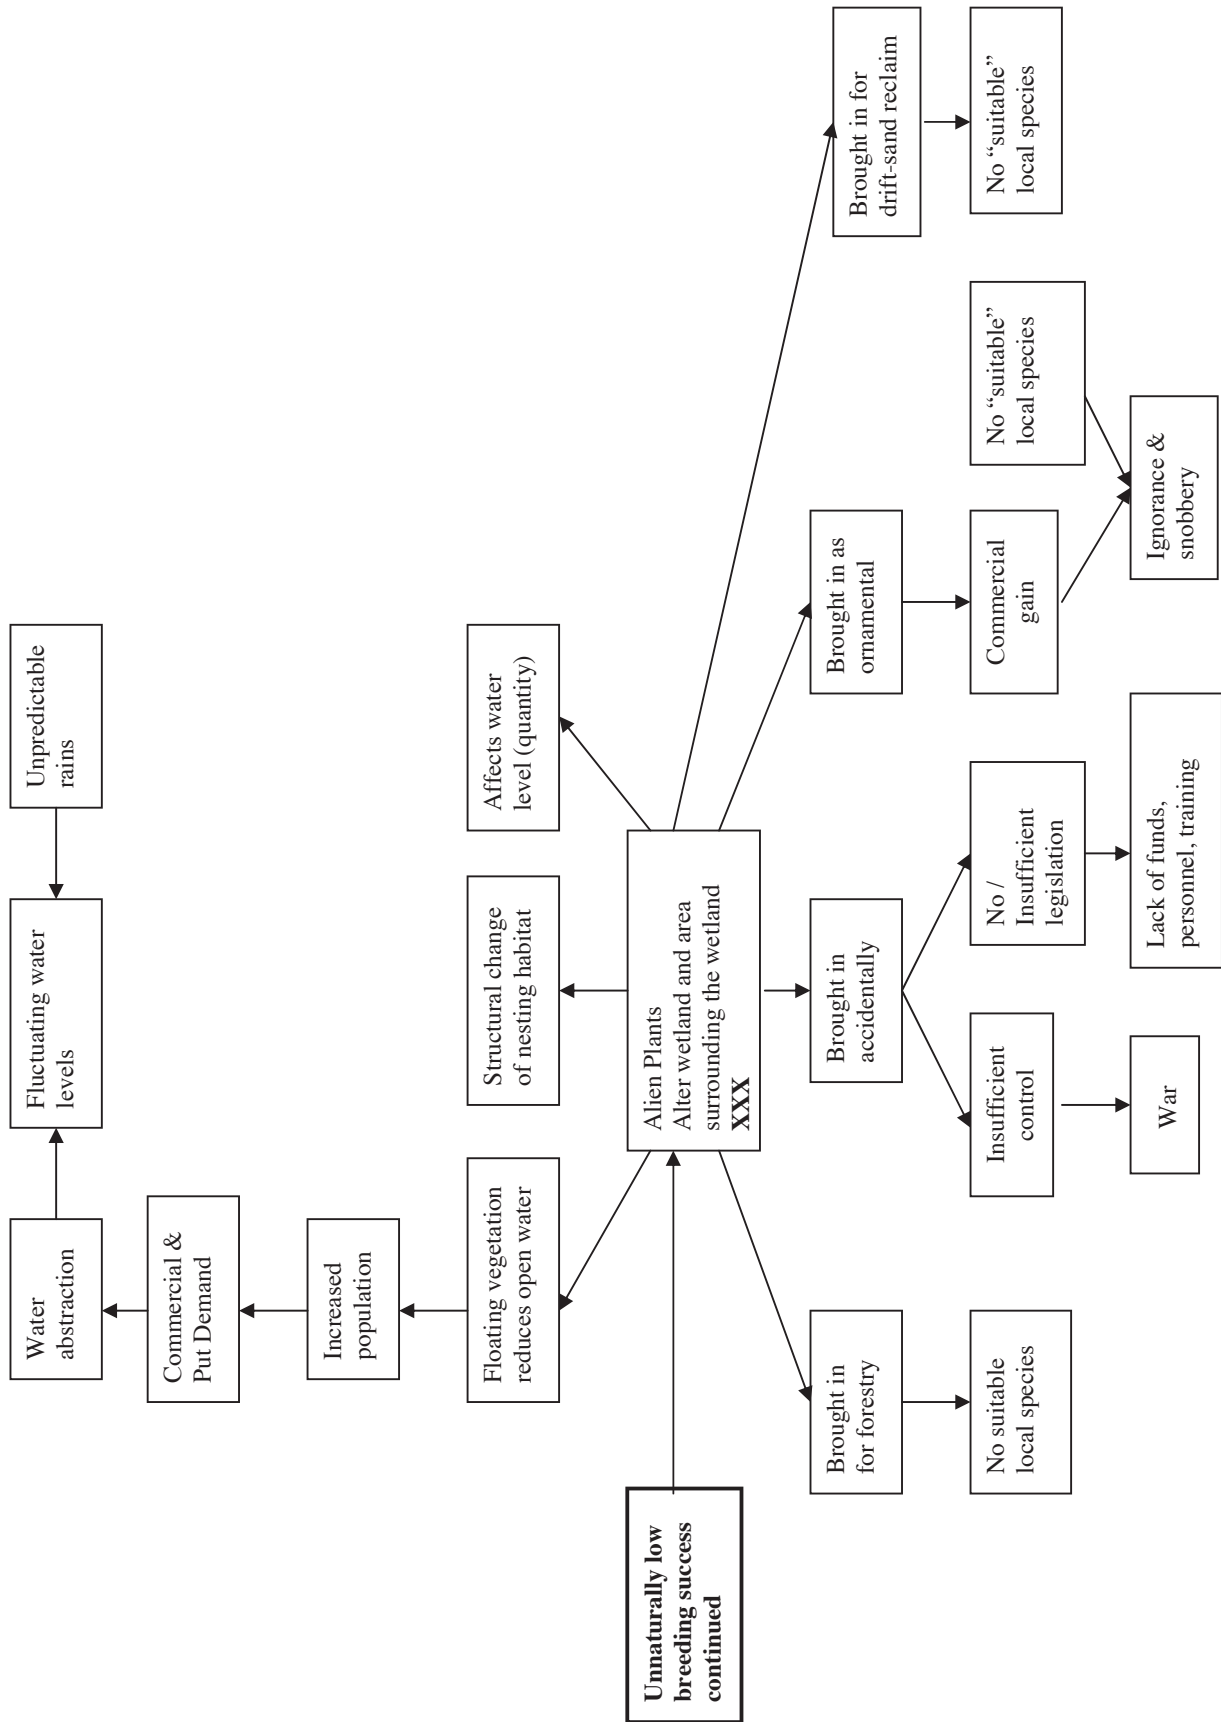 Water
abstraction
Fluctuating water
levels
Unpredictable
rains
Commercial &
Put Demand
Increased
population
Floating vegetation
reduces open water
Structural change
of nesting habitat
Affects water
level (quantity)
Unnaturally low
breeding success
continued
Alien Plants
Alter wetland and area
surrounding the wetland
XXX
Brought in
for forestry
Brought in
accidentally
Brought in as
ornamental
Brought in for
drift-sand reclaim
No suitable
local species
Insufficient
control
No /
Insufficient
legislation
Commercial
gain
No “suitable”
local species
No “suitable”
local species
War
Lack of funds,
personnel, training
Ignorance &
snobbery